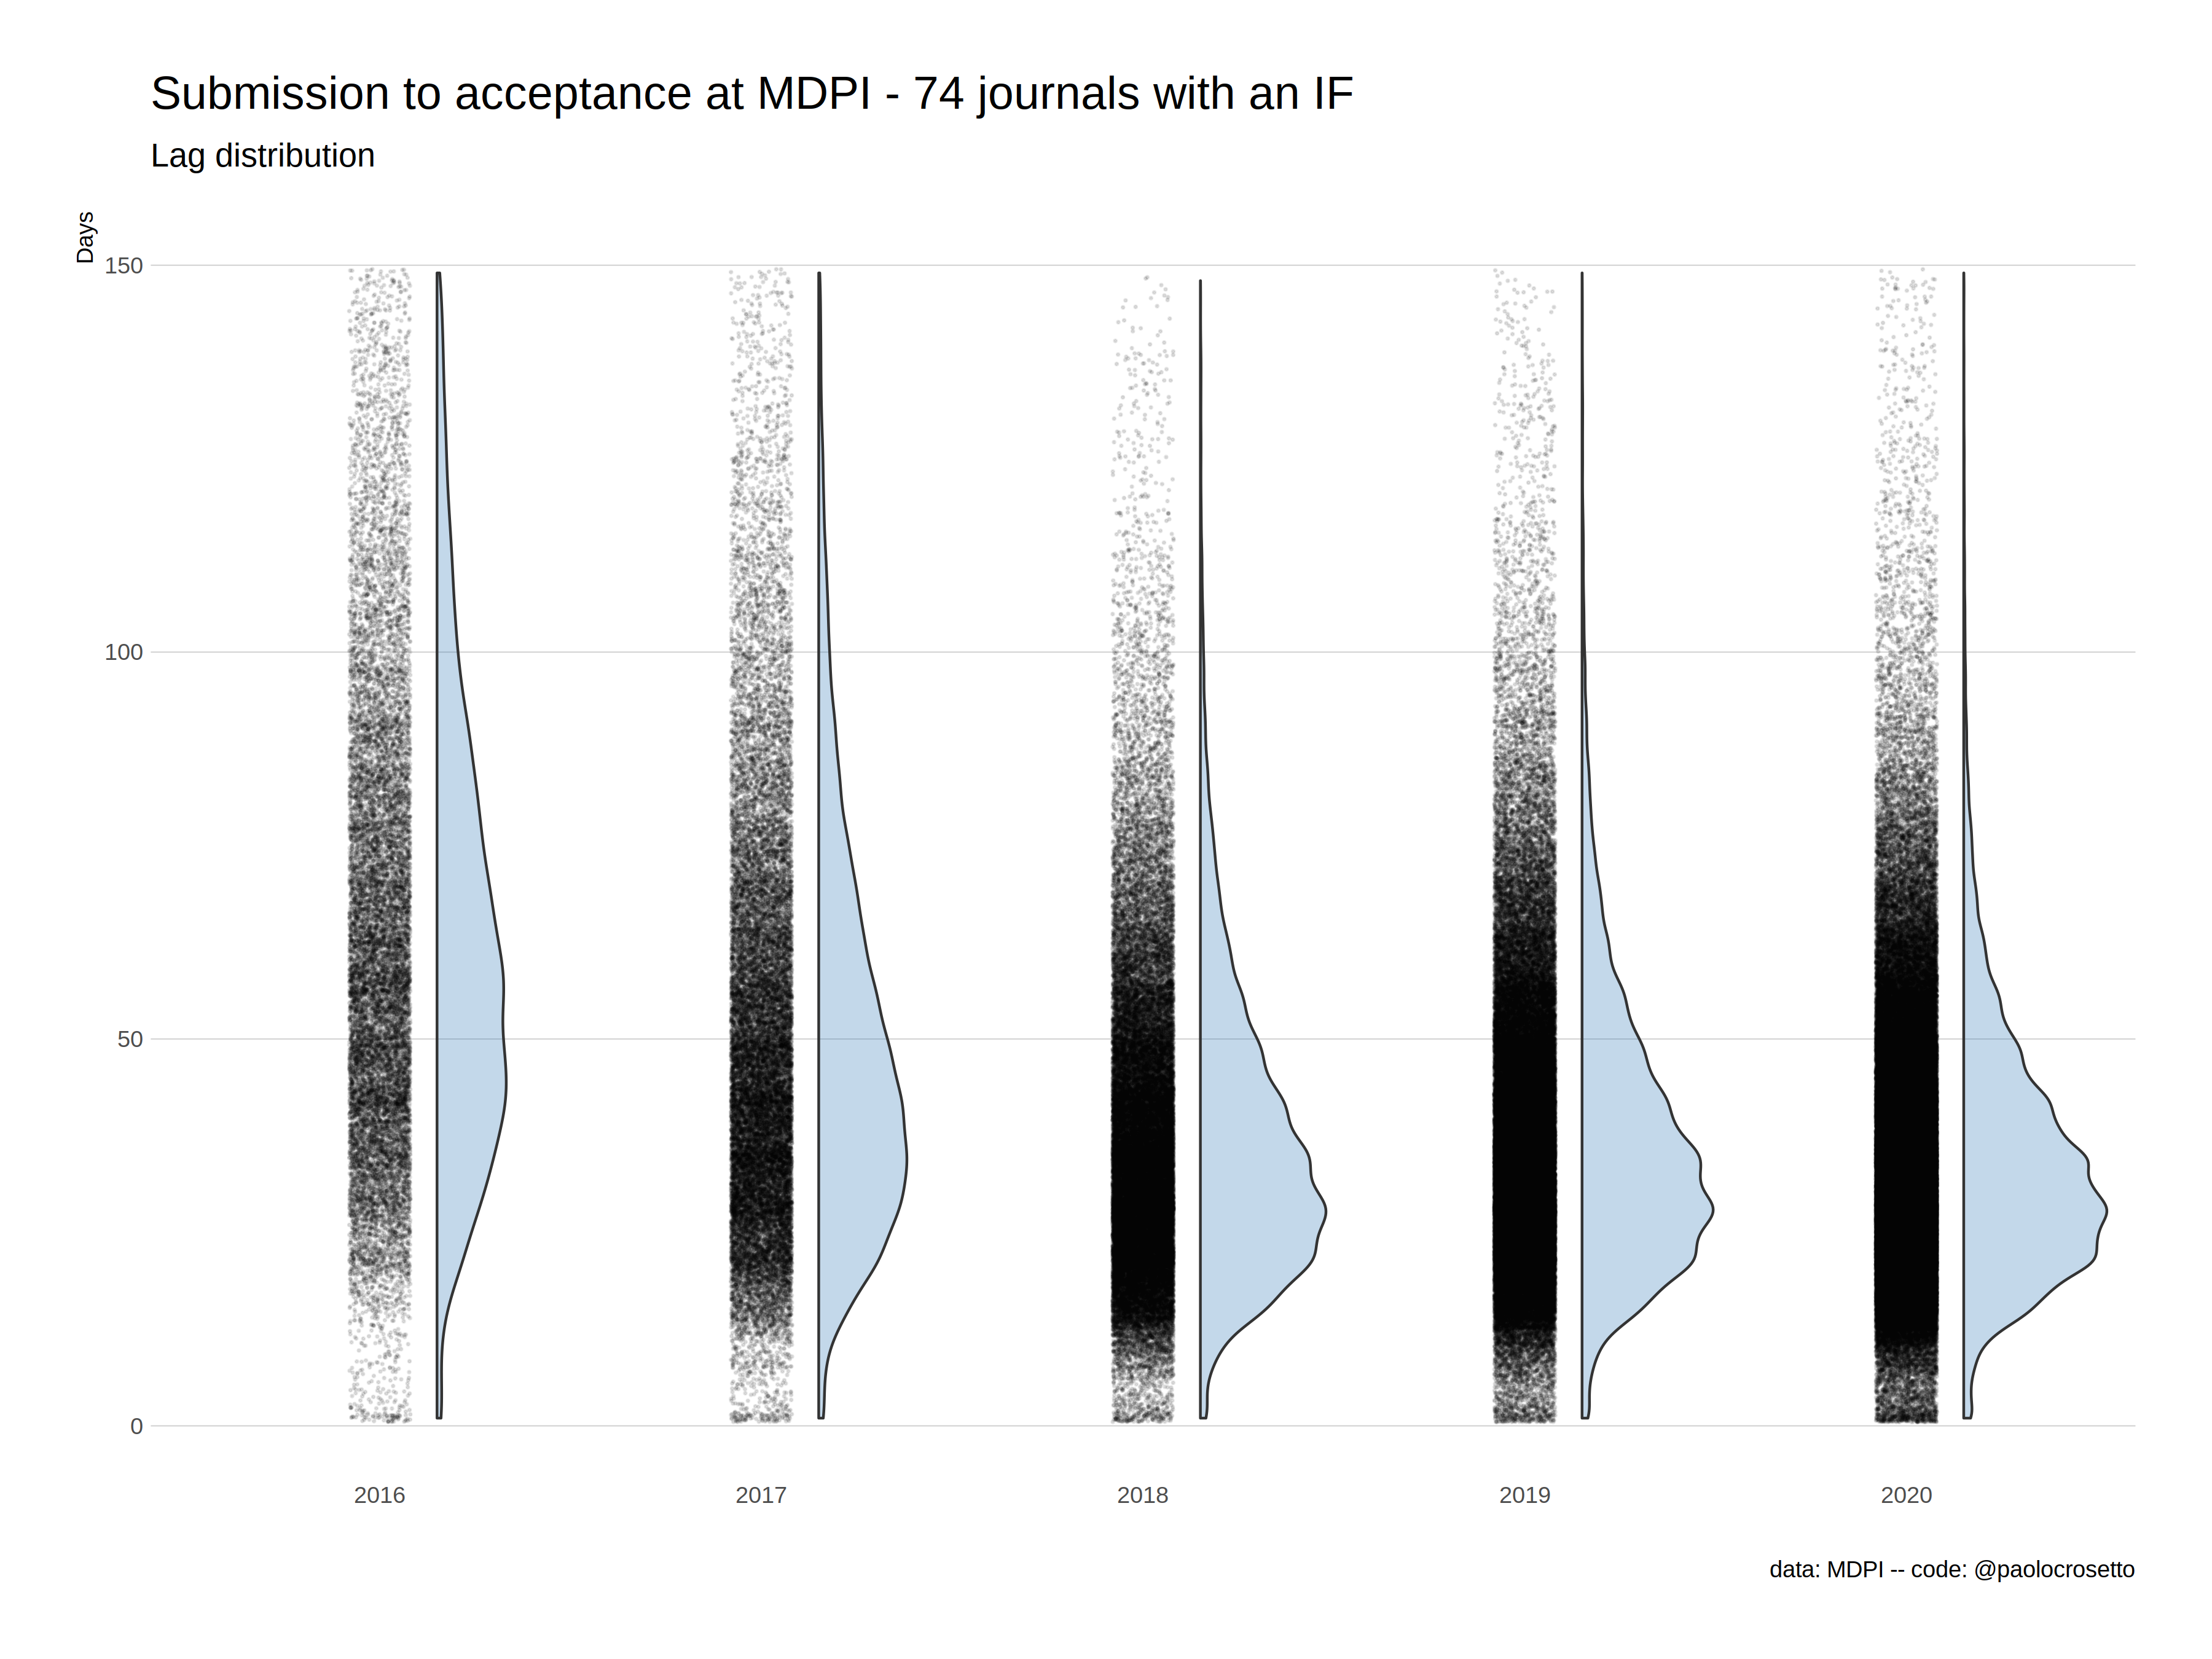 Submission to acceptance at MDPI - 74 journals with an IF
Lag distribution
Days
150
100
50
0
2016
2017
2018
2019
2020
data: MDPI -- code: @paolocrosetto